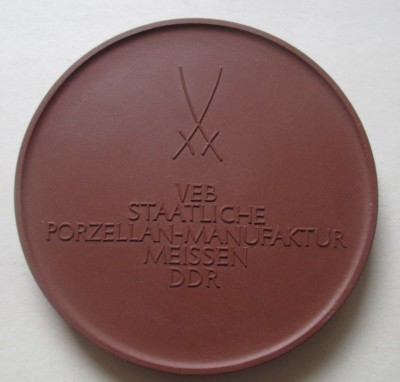 VEB
STAATLICHE
PORZELLAN-MANUFAKTUR
MEISSEN
DDR